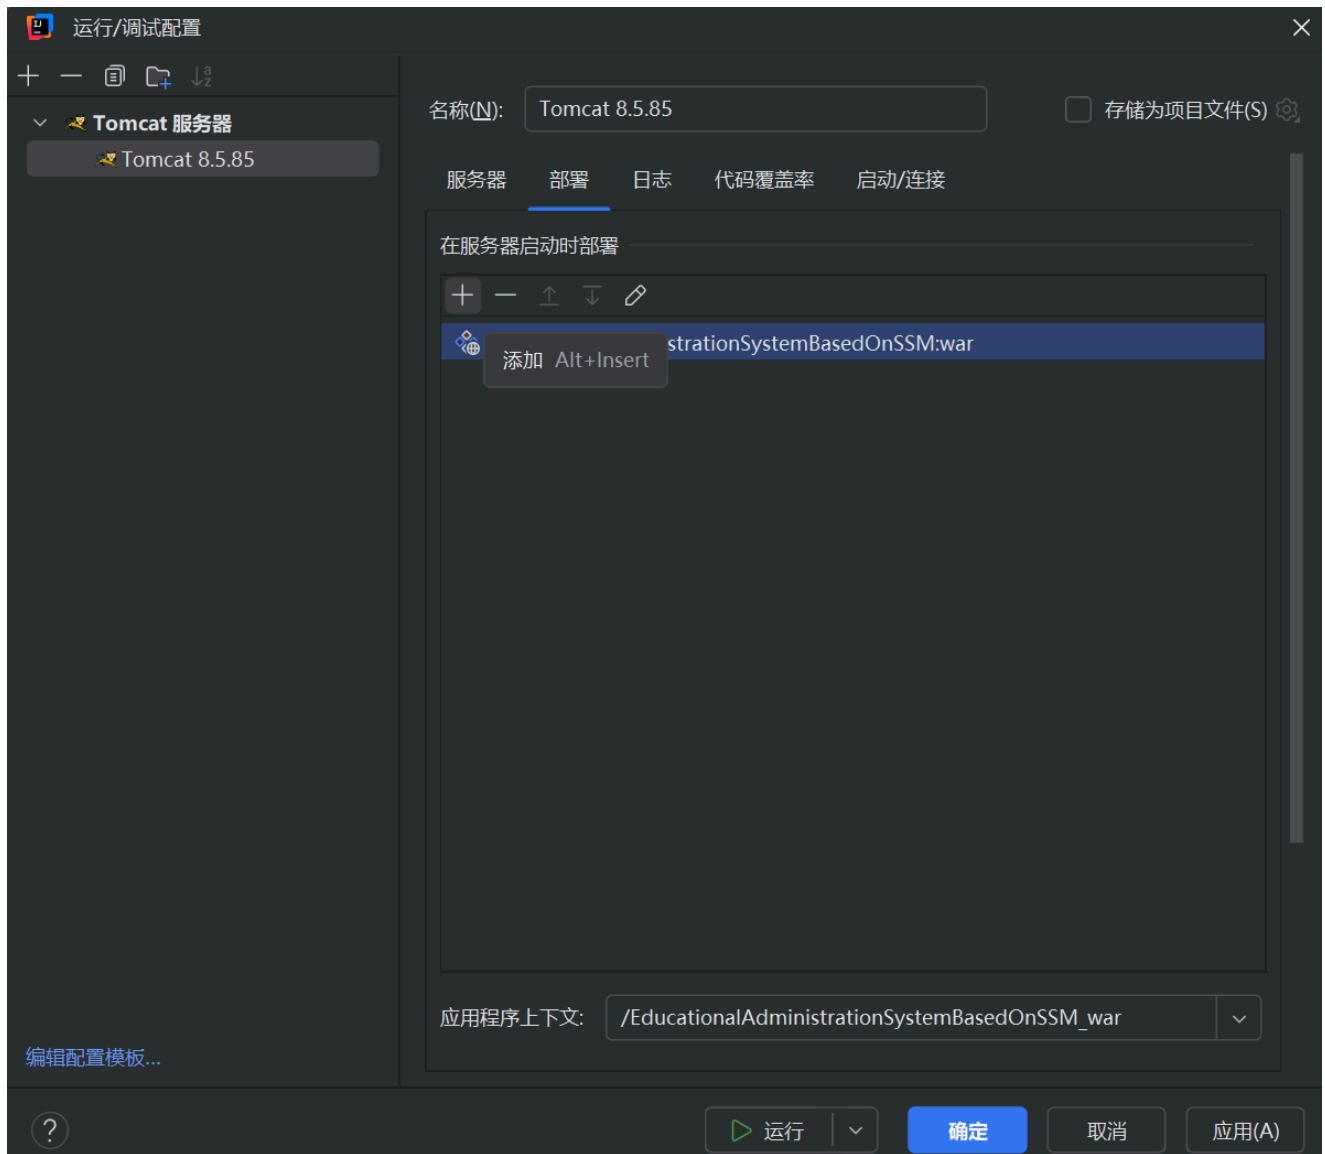 运行/调试配置
Tomcat 服务器
Tomcat 8.5.85
名称(N):
Tomcat 8.5.85
存储为项目文件(S)
服务器 部署 日志 代码覆盖率 启动/连接
在服务器启动时部署
strationSystemBasedOnSSM:war
添加 Alt+Insert
应用程序上下文:
/EducationalAdministrationSystemBasedOnSSM_war
编辑配置模板...
?
运行
确定
取消
应用(A)